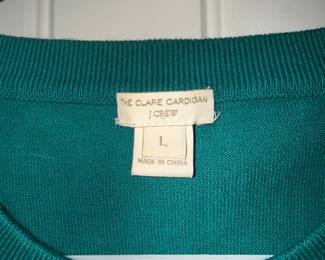 THE CLARE CARDIGAN
J.CREW
L
MADE IN CHINA